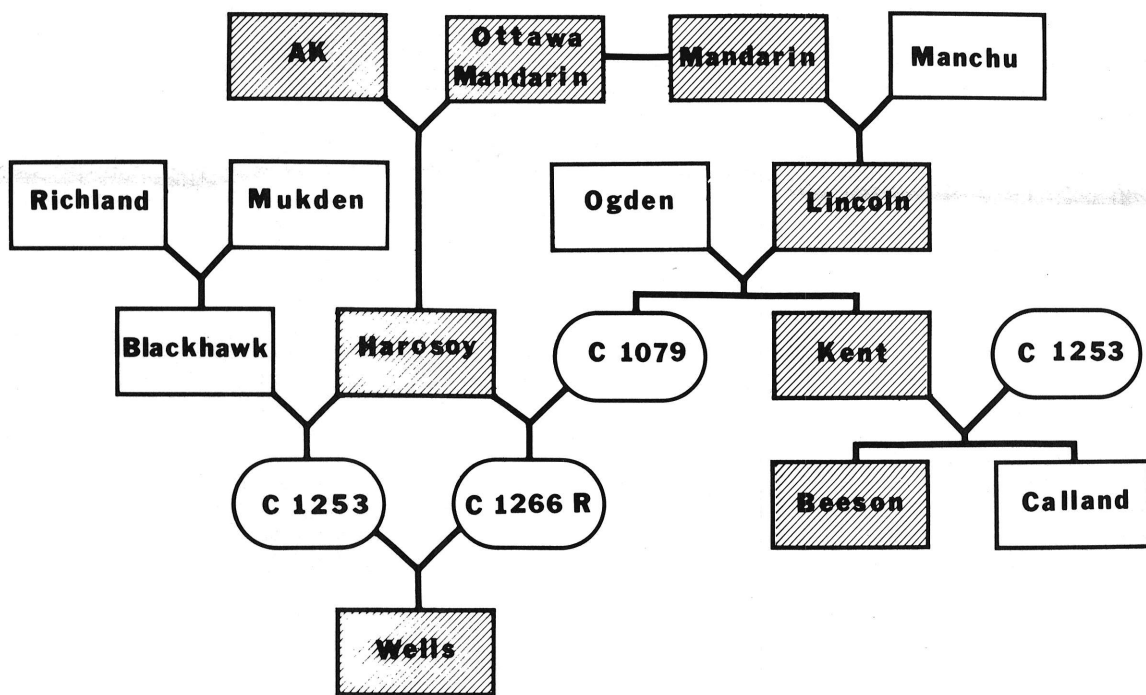 AK
Ottawa
Mandarin
Mandarin
Manchu
Richland
Mukden
Ogden
Lincoln
Blackhawk
Harosoy
C 1079
Kent
C 1253
C 1253
C 1266 R
Beeson
Calland
Wells